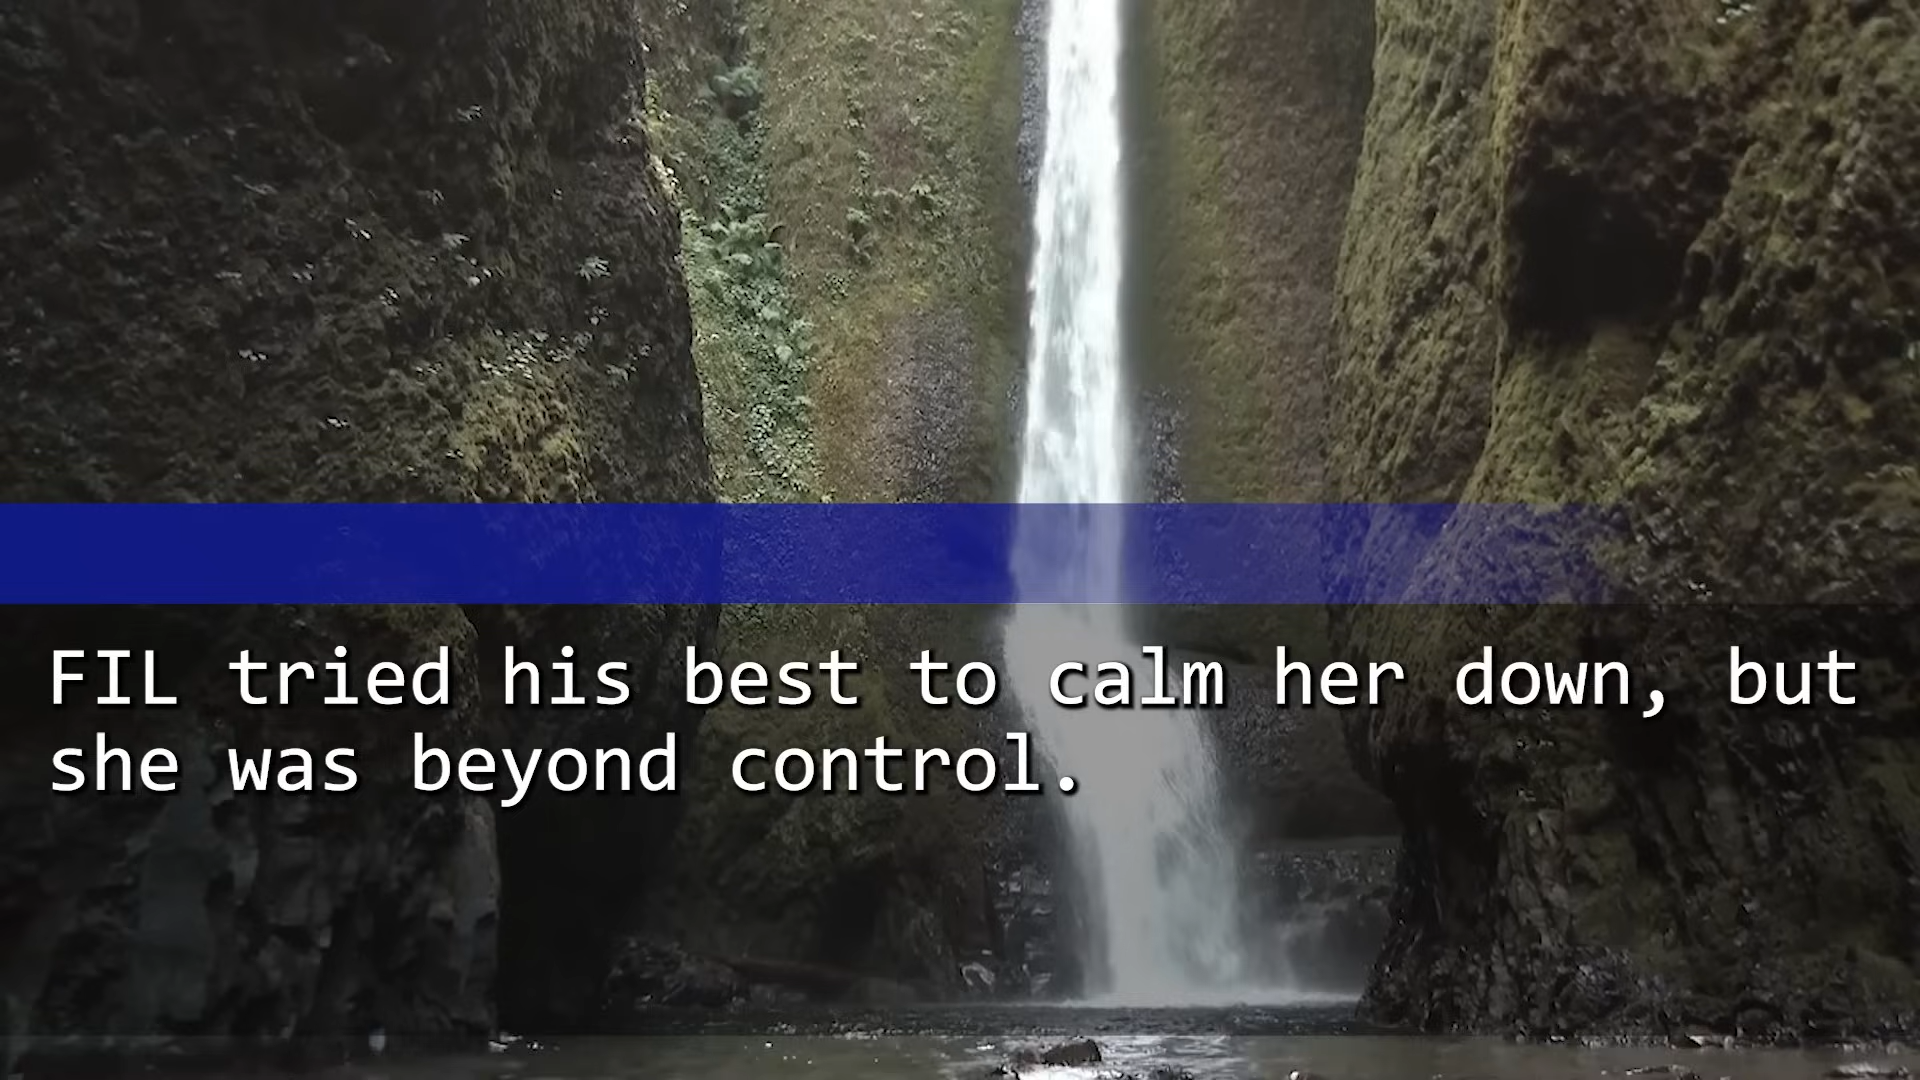 FIL tried his best to calm her down, but
she was beyond control.